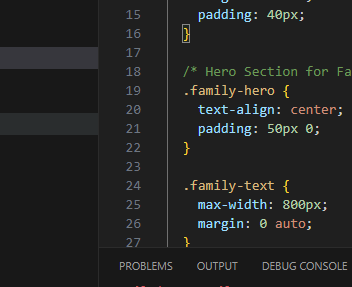 15 padding: 40px;
16 }
17
18 /* Hero Section for Fa
19 .family-hero {
20 text-align: center;
21 padding: 50px 0;
22 }
23
24 .family-text {
25 max-width: 800px;
26 margin: 0 auto;
27 }
PROBLEMS OUTPUT DEBUG CONSOLE